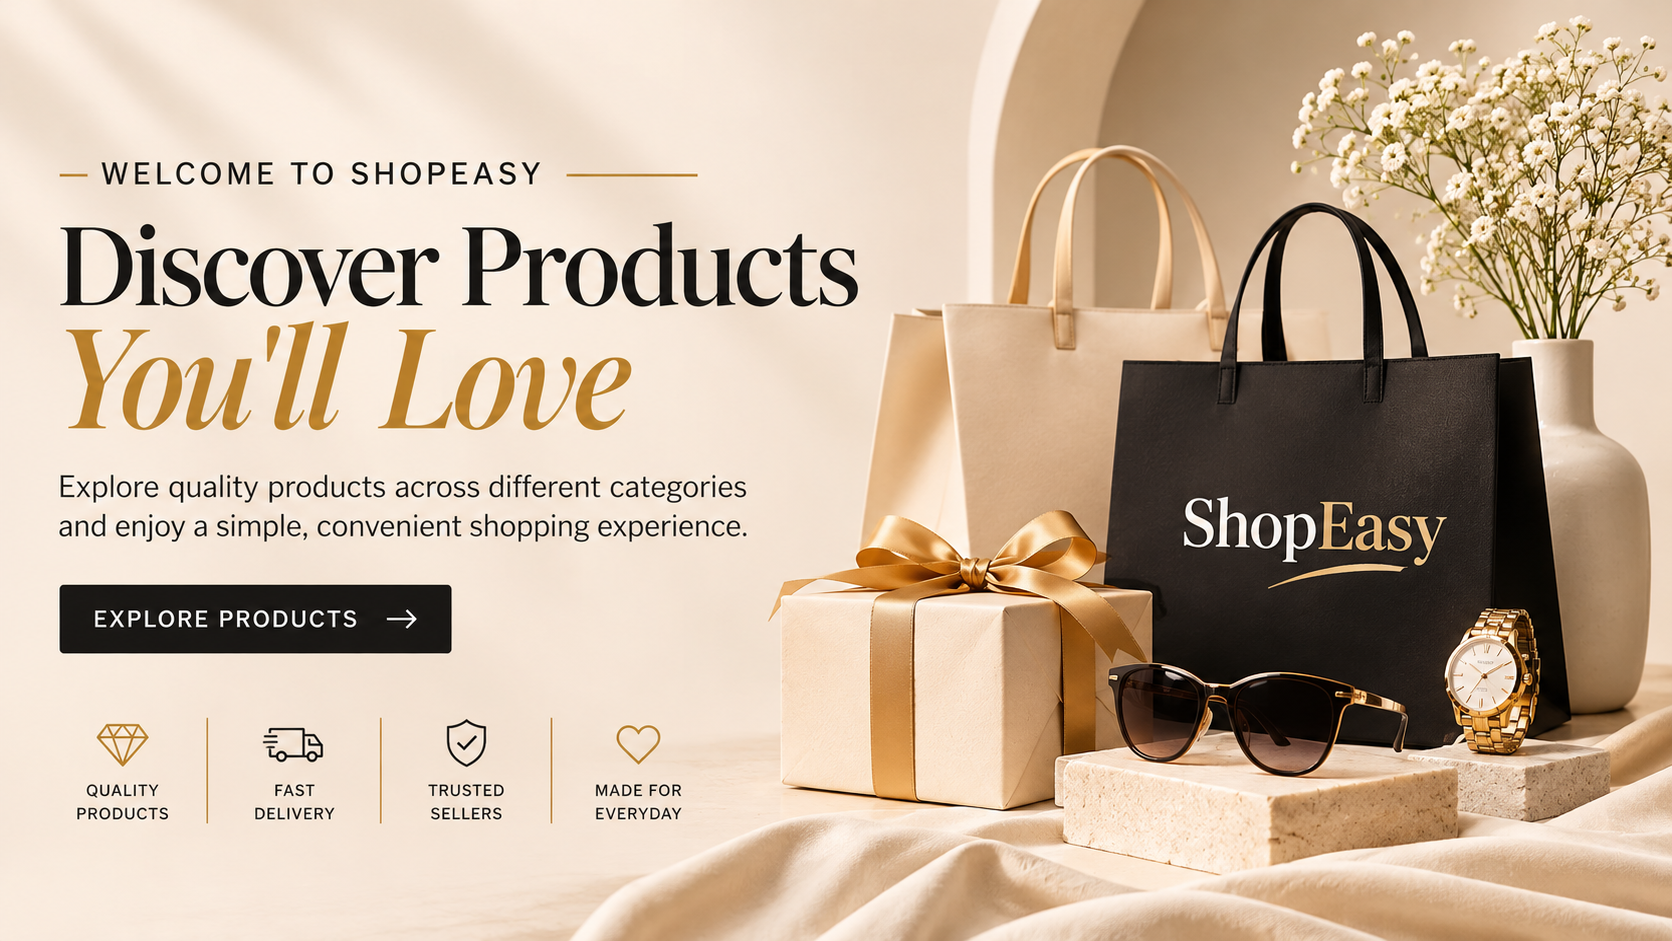 WELCOME TO SHOPEASY
Discover Products
You'll Love
Explore quality products across different categories
and enjoy a simple, convenient shopping experience.
EXPLORE PRODUCTS
QUALITY
PRODUCTS
FAST
DELIVERY
TRUSTED
SELLERS
MADE FOR
EVERYDAY
ShopEasy